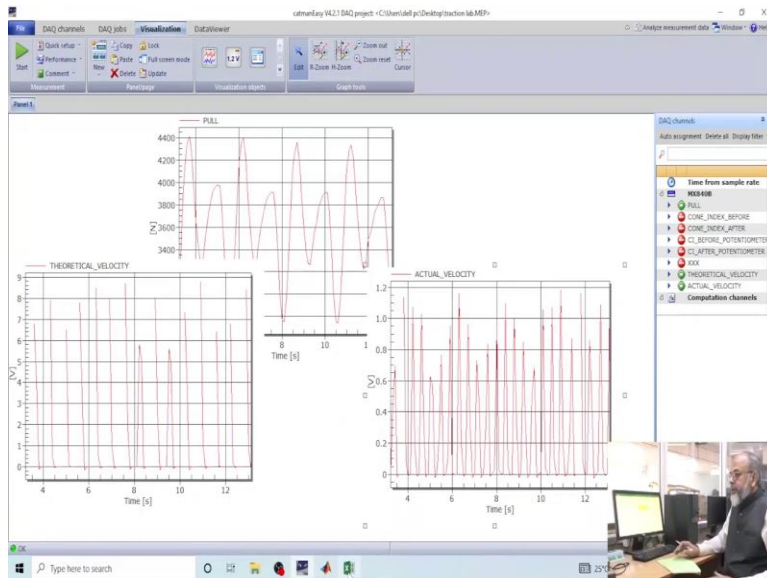 catmanEasy V4.2.1 DAQ project: <C:\Users\dell pc\Desktop\traction lab.MEP>
File DAQ channels DAQ jobs Visualization DataViewer
Analyze measurement data Window
Start
Quick setup
Performance
Comment
Measurement
New
Copy Lock
Paste Full screen mode
Delete Update
Panel/page
1.2 V
Visualization objects
Edit R-Zoom H-Zoom
Zoom out
Zoom reset
Cursor
Graph tools
Panel 1
PULL
4400
4200
4000
3800
3600
3400
[N]
8 10 1
Time [s]
THEORETICAL_VELOCITY
9
8
7
6
5
4
3
2
1
0
[V]
4 6 8 10 12
Time [s]
ACTUAL_VELOCITY
1.2
1.0
0.8
0.6
0.4
0.2
0
[V]
4 6 8 10 12
Time [s]
DAQ channels
Auto assignment Delete all Display filter
Time from sample rate
MX840B
PULL
CONE_INDEX_BEFORE
CONE_INDEX_AFTER
CI_BEFORE_POTENTIOMETER
CI_AFTER_POTENTIOMETER
XXX
THEORETICAL_VELOCITY
ACTUAL_VELOCITY
Computation channels
OK
Type here to search
25°